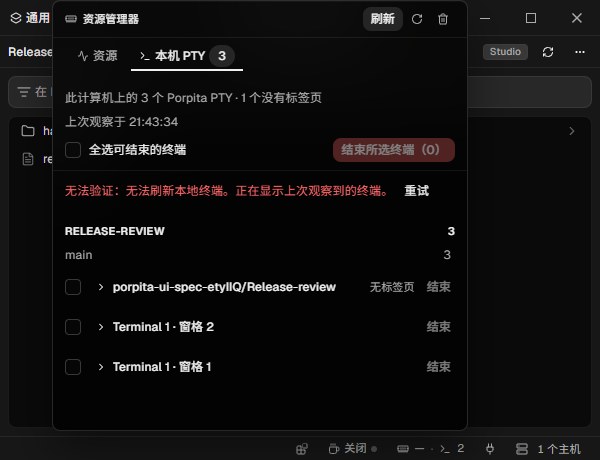 通用
资源管理器
刷新
Release
资源
本机 PTY 3
Studio
此计算机上的 3 个 Porpita PTY · 1 个没有标签页
上次观察于 21:43:34
全选可结束的终端
结束所选终端（0）
无法验证：无法刷新本地终端。正在显示上次观察到的终端。 重试
RELEASE-REVIEW 3
main 3
porpita-ui-spec-etyIIQ/Release-review 无标签页 结束
Terminal 1 · 窗格 2 结束
Terminal 1 · 窗格 1 结束
关闭 — · 2 1 个主机